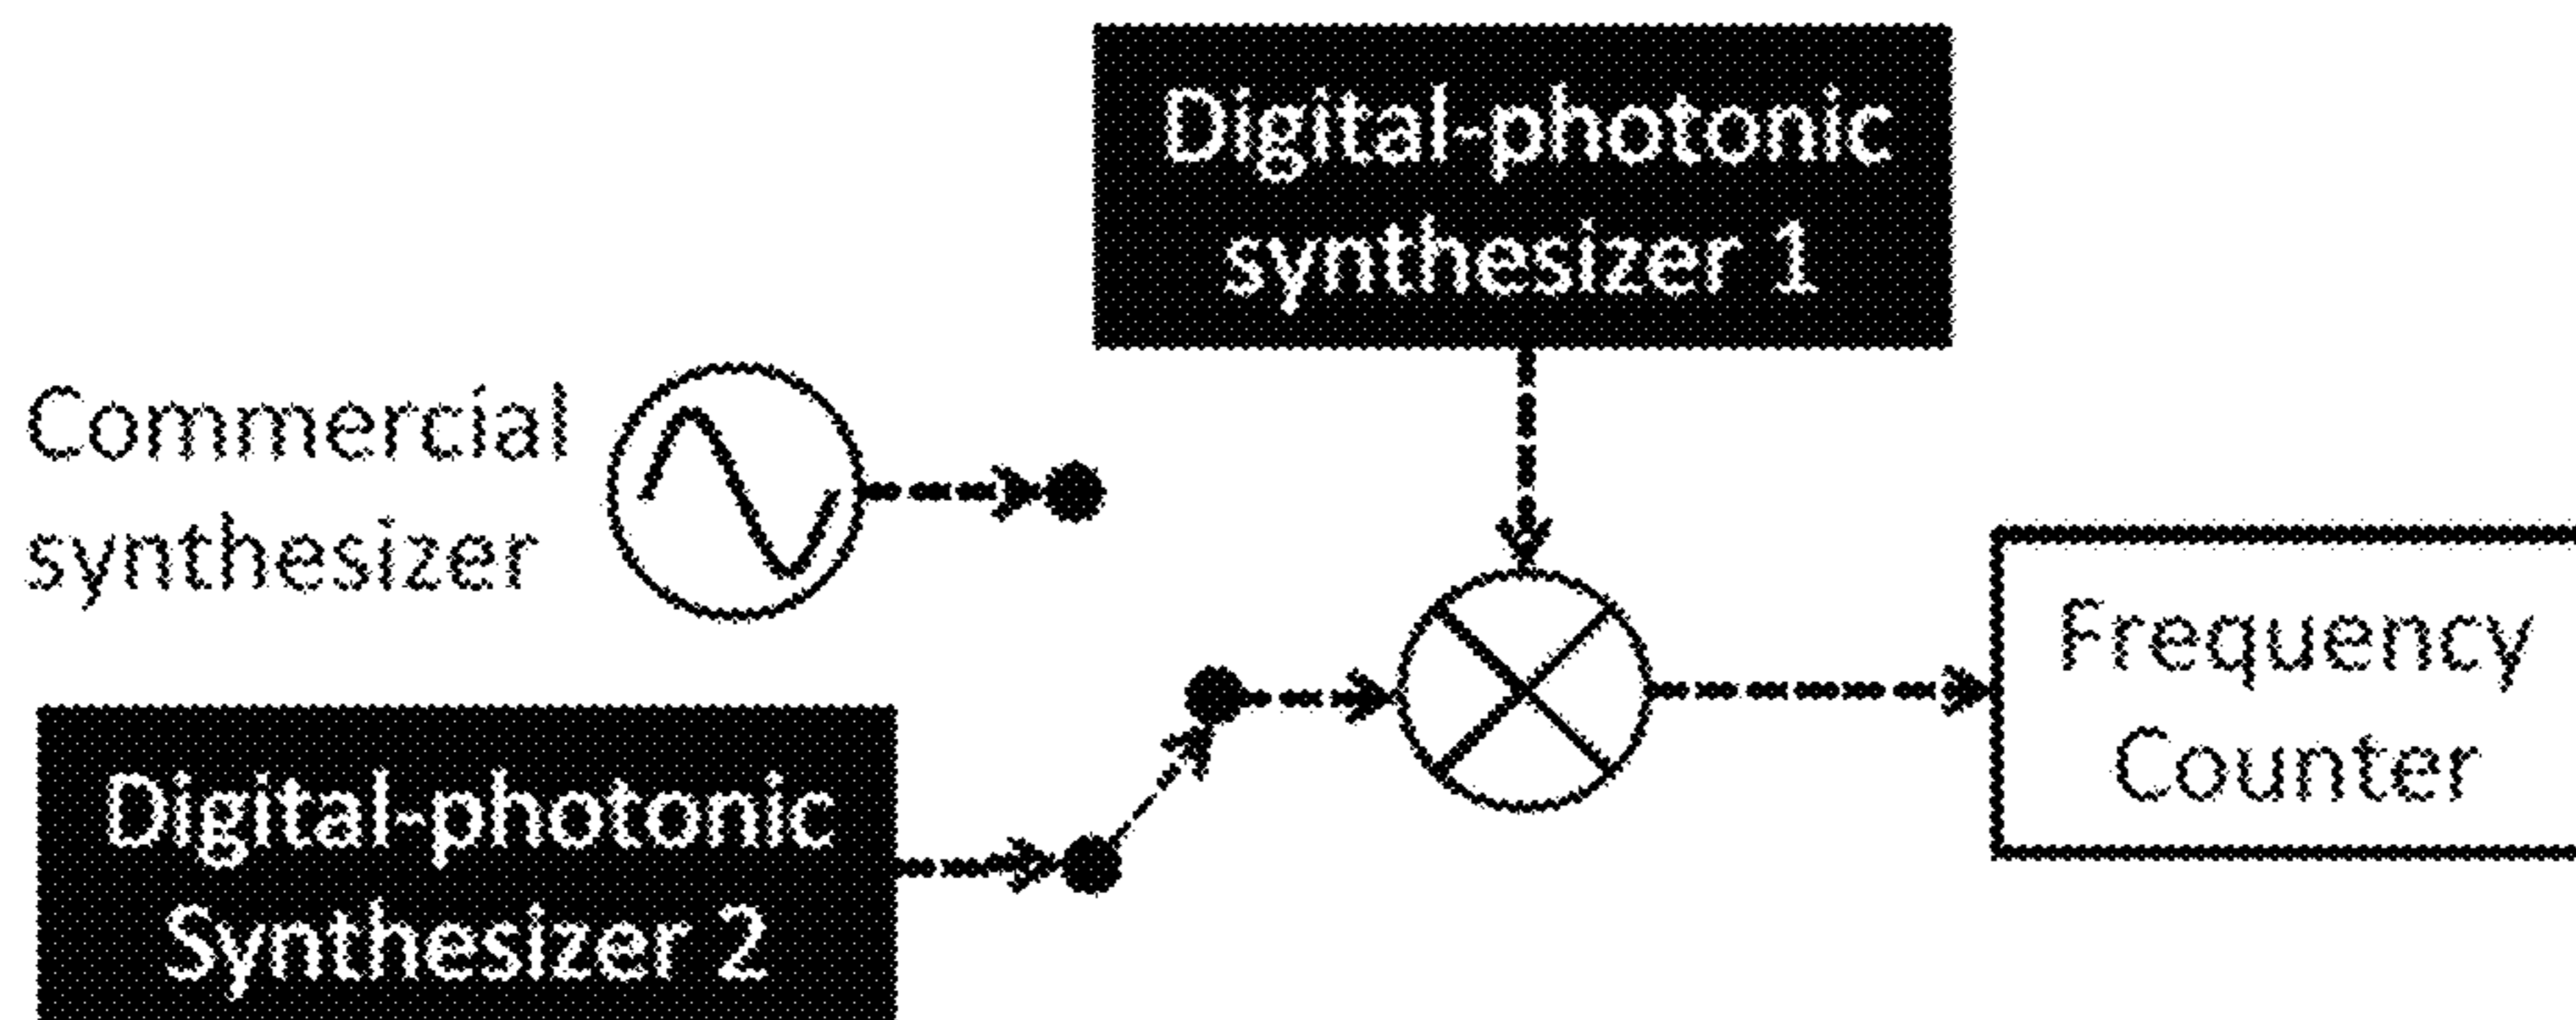 Digital-photonic
synthesizer 1
Commercial
synthesizer
Frequency
Counter
Digital-photonic
Synthesizer 2